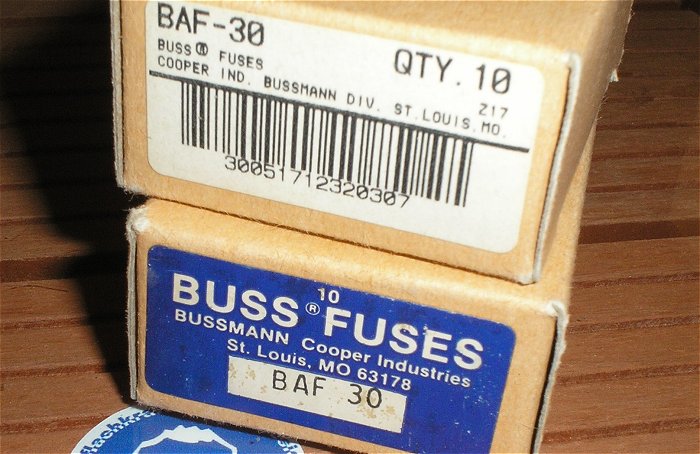 BAF-30
QTY.10
BUSS® FUSES
Z17
COOPER IND. BUSSMANN DIV. ST.LOUIS,MO.
30051712320307
10
BUSS® FUSES
BUSSMANN Cooper Industries
St. Louis, MO 63178
BAF 30